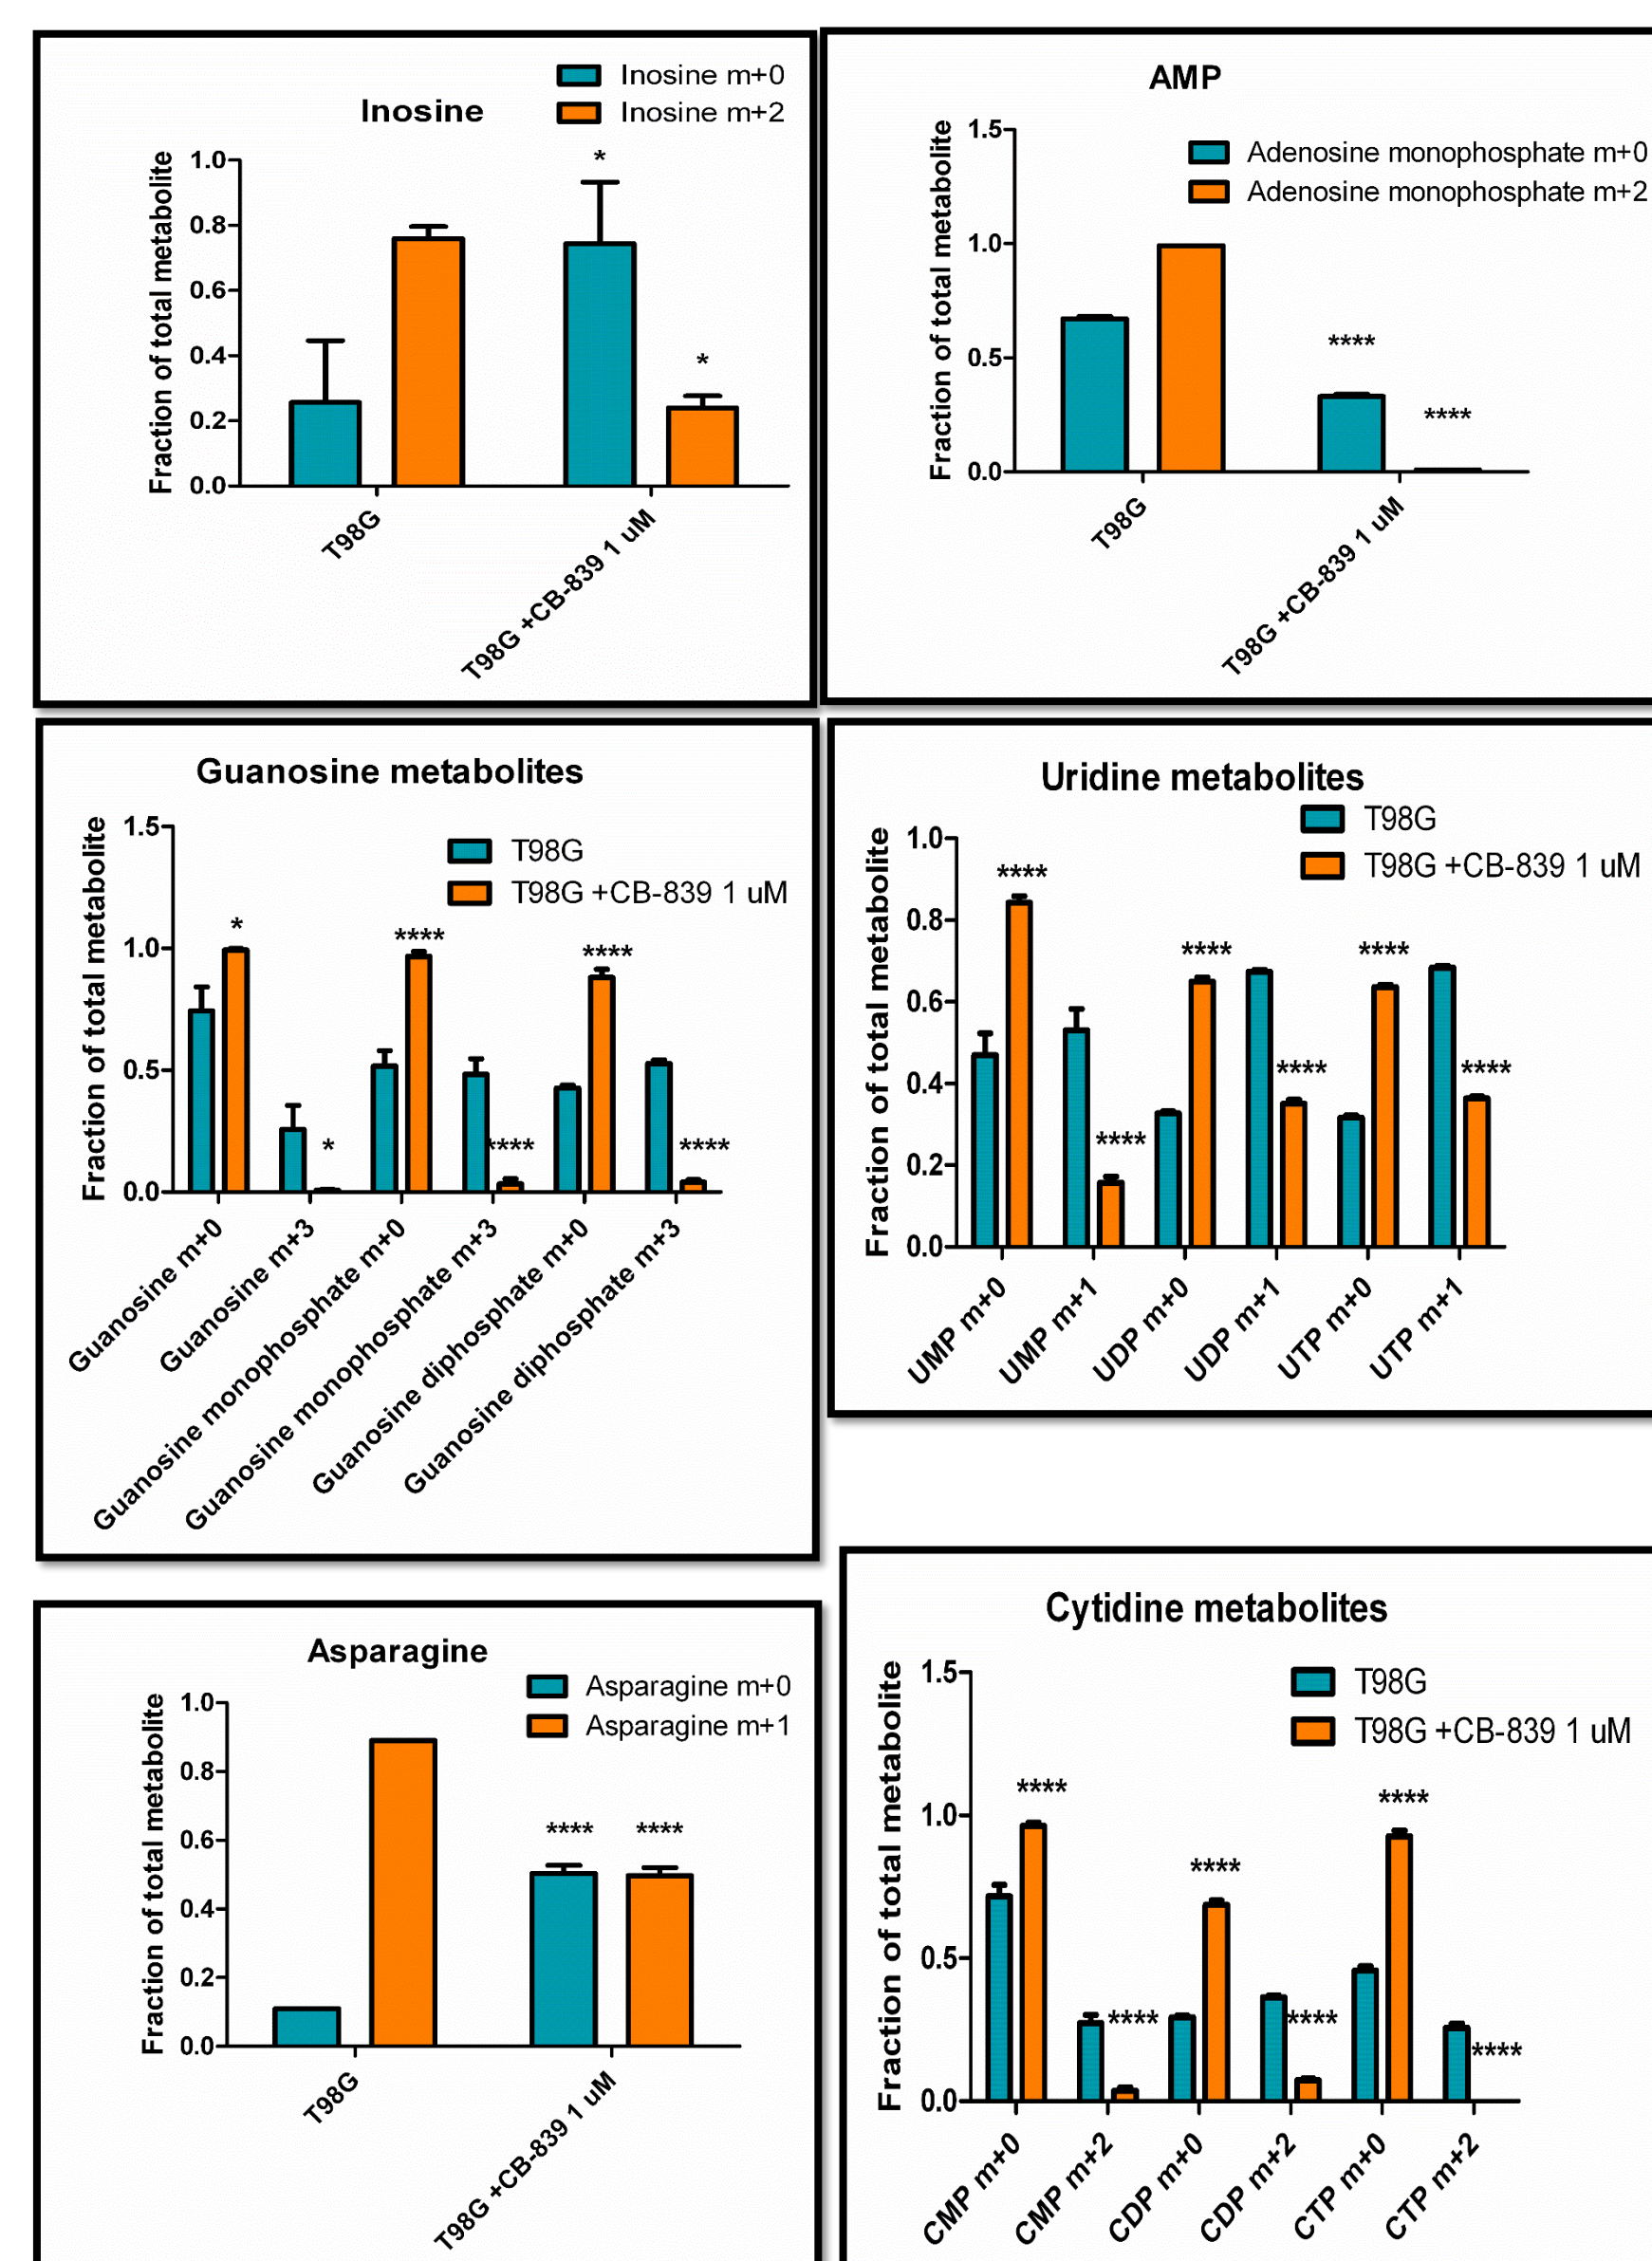 Inosine
Inosine m+0
Inosine m+2
Fraction of total metabolite
1.0
0.8
0.6
0.4
0.2
0.0
*
*
T98G
T98G +CB-839 1 uM
AMP
Adenosine monophosphate m+0
Adenosine monophosphate m+2
Fraction of total metabolite
1.5
1.0
0.5
0.0
****
****
T98G
T98G +CB-839 1 uM
Guanosine metabolites
T98G
T98G +CB-839 1 uM
Fraction of total metabolite
1.5
1.0
0.5
0.0
*
*
****
****
****
****
Guanosine m+0
Guanosine m+3
Guanosine monophosphate m+0
Guanosine monophosphate m+3
Guanosine diphosphate m+0
Guanosine diphosphate m+3
Uridine metabolites
T98G
T98G +CB-839 1 uM
Fraction of total metabolite
1.0
0.8
0.6
0.4
0.2
0.0
****
****
****
****
****
****
UMP m+0
UMP m+1
UDP m+0
UDP m+1
UTP m+0
UTP m+1
Asparagine
Asparagine m+0
Asparagine m+1
Fraction of total metabolite
1.0
0.8
0.6
0.4
0.2
0.0
****
****
T98G
T98G +CB-839 1 uM
Cytidine metabolites
T98G
T98G +CB-839 1 uM
Fraction of total metabolite
1.5
1.0
0.5
0.0
****
****
****
****
****
****
CMP m+0
CMP m+2
CDP m+0
CDP m+2
CTP m+0
CTP m+2